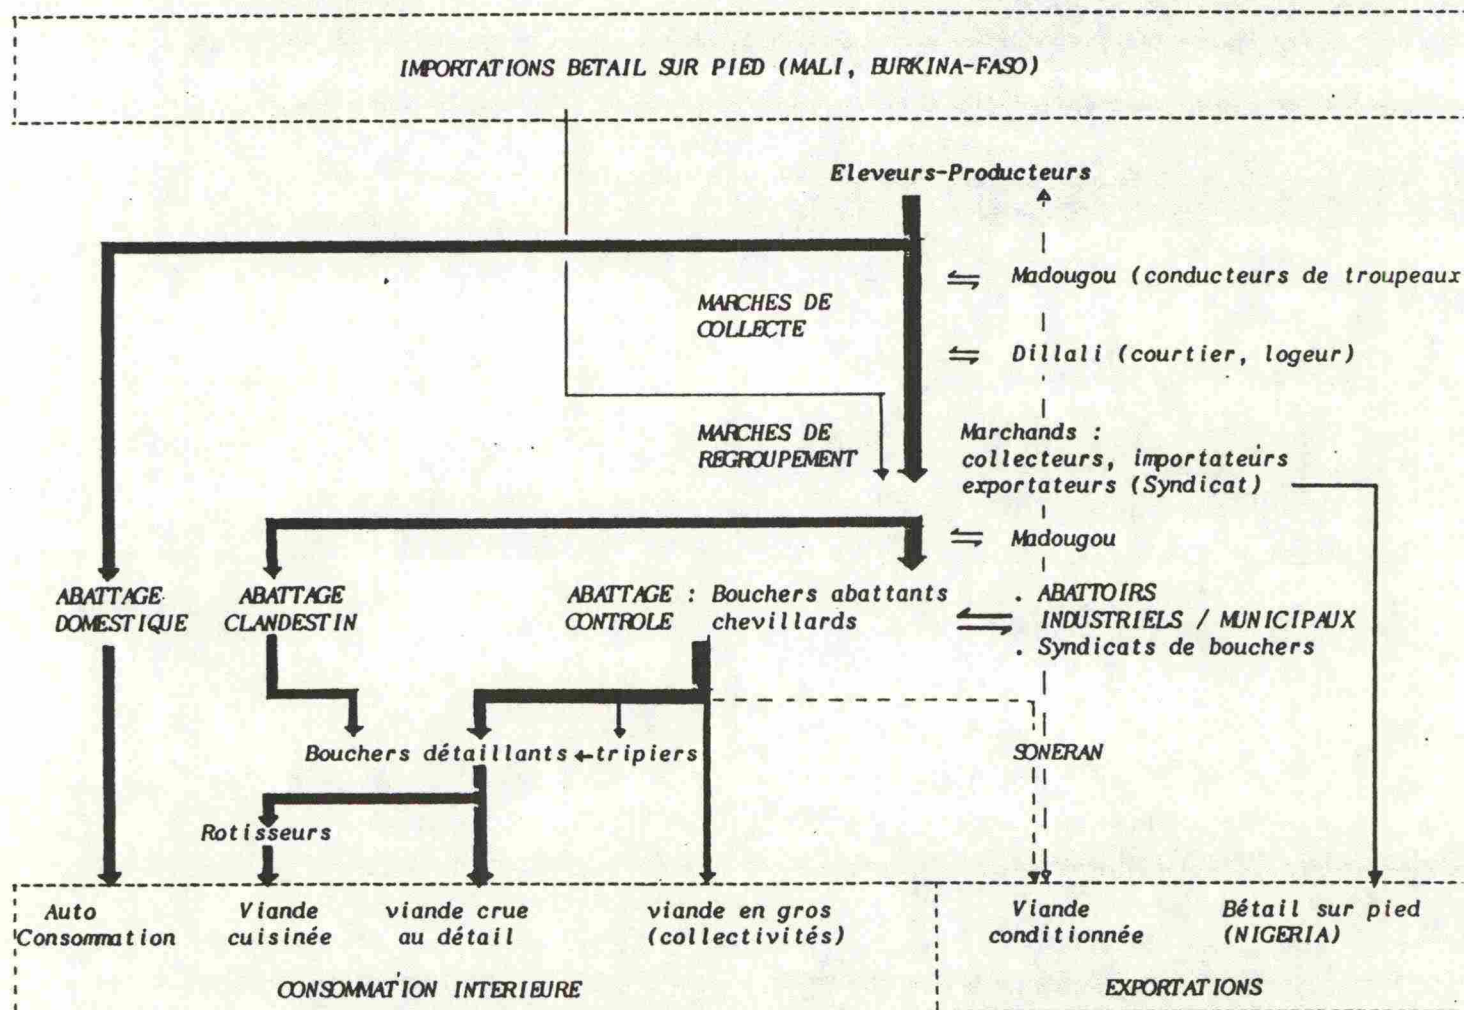 IMPORTATIONS BETAIL SUR PIED (MALI, BURKINA-FASO)
Eleveurs-Producteurs
Madougou (conducteurs de troupeaux
MARCHES DE
COLLECTE
Dillali (courtier, logeur)
MARCHES DE
REGROUPEMENT
Marchands :
collecteurs, importateurs
exportateurs (Syndicat)
Madougou
ABATTAGE
DOMESTIQUE
ABATTAGE
CLANDESTIN
ABATTAGE : Bouchers abattants
CONTROLE chevillards
. ABATTOIRS
INDUSTRIELS / MUNICIPAUX
. Syndicats de bouchers
Bouchers détaillants
tripiers
SONERAN
Rotisseurs
Auto
Consommation
Viande
cuisinée
viande crue
au détail
viande en gros
(collectivités)
Viande
conditionnée
Bétail sur pied
(NIGERIA)
CONSOMMATION INTERIEURE
EXPORTATIONS